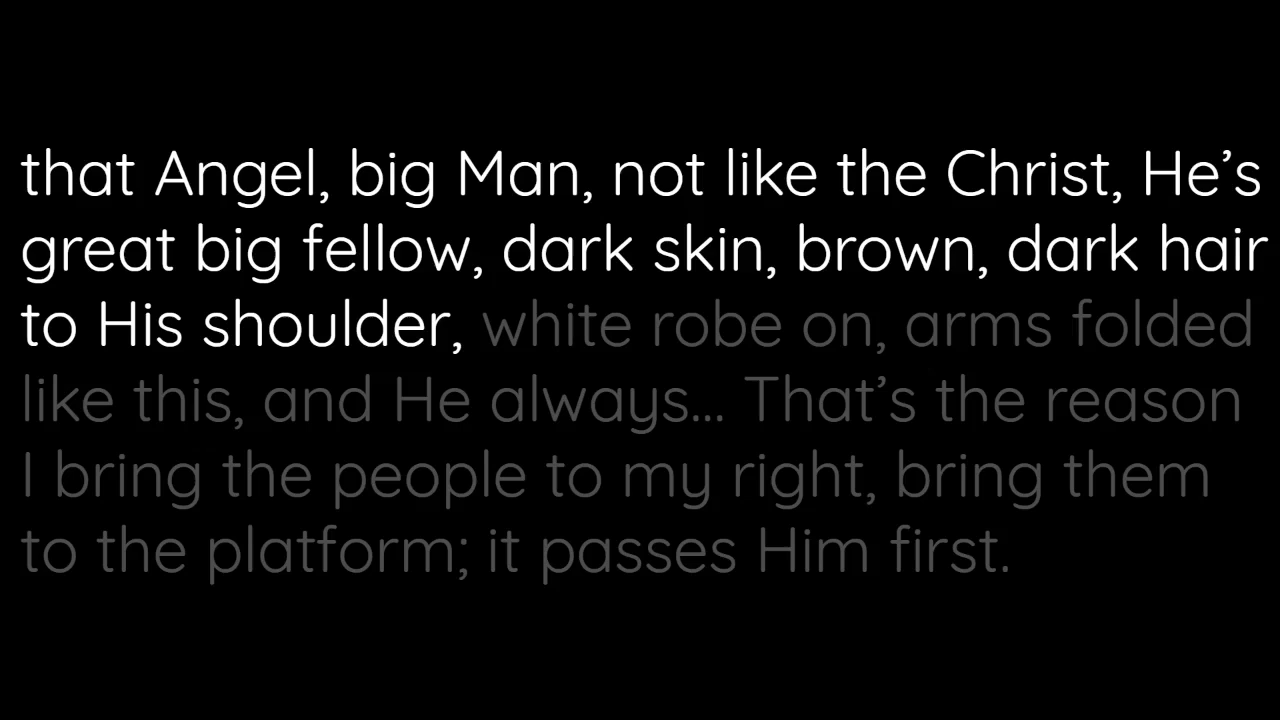 that Angel, big Man, not like the Christ, He’s
great big fellow, dark skin, brown, dark hair
to His shoulder, white robe on, arms folded
like this, and He always... That’s the reason
I bring the people to my right, bring them
to the platform; it passes Him first.